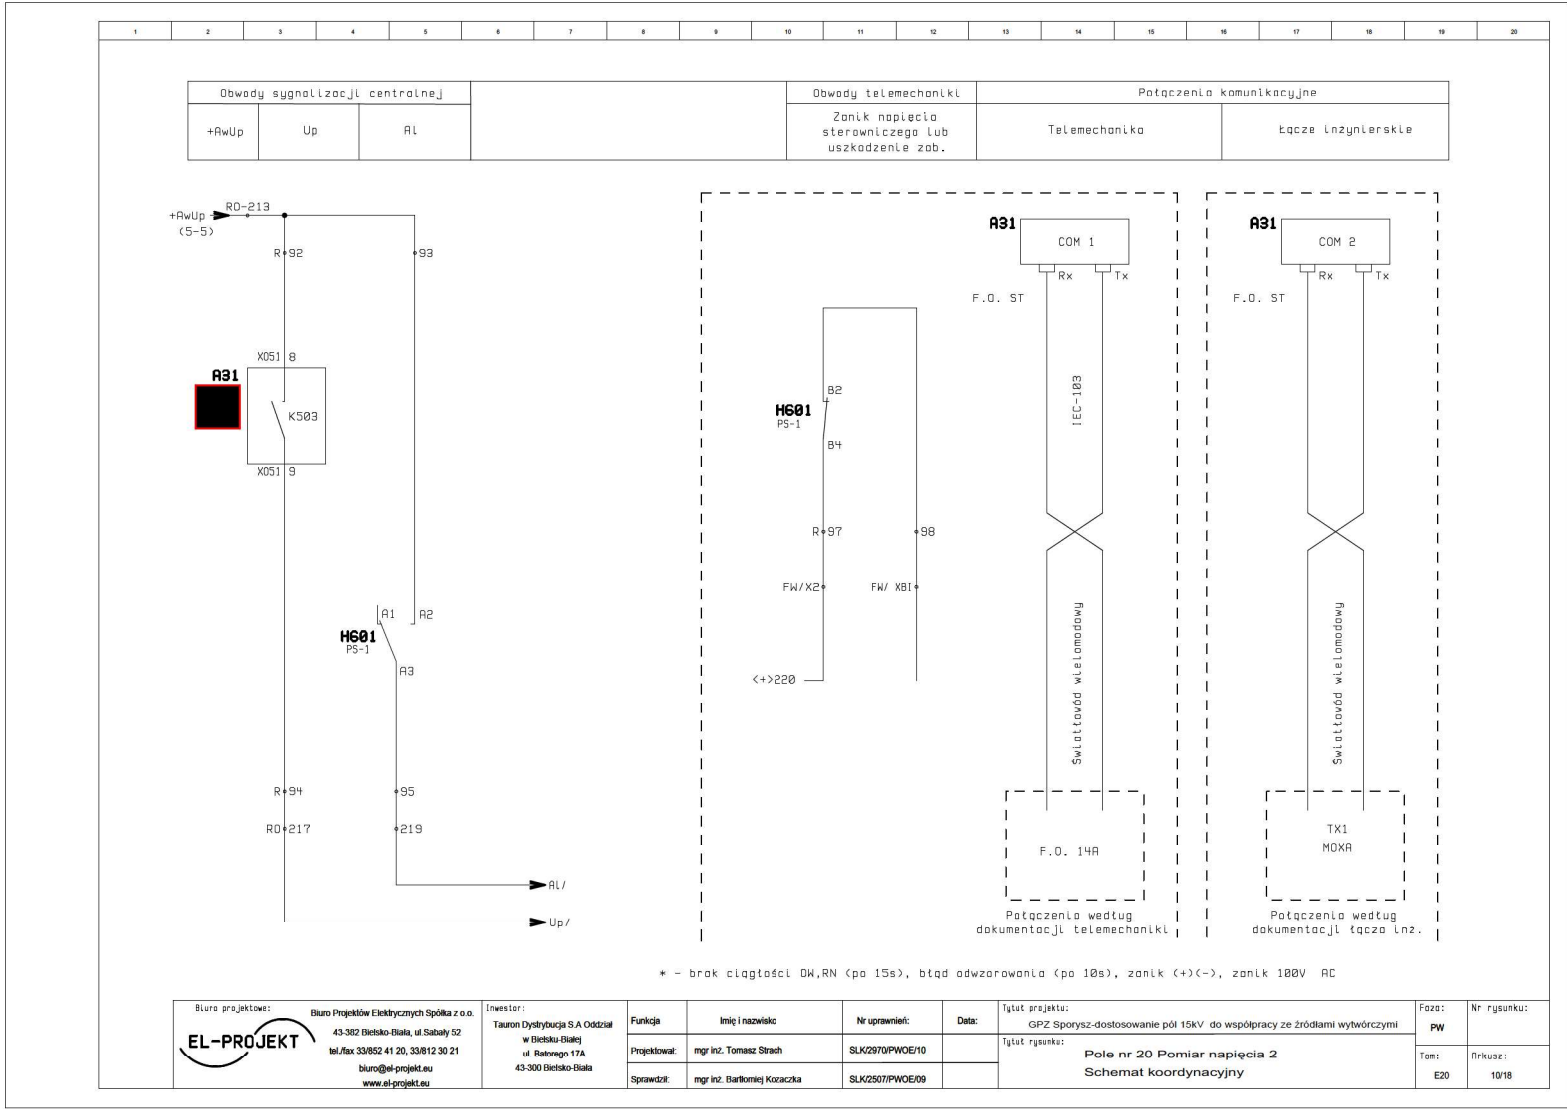 1 2 3 4 5 6 7 8 9 10 11 12 13 14 15 16 17 18 19 20
Obwody sygnalizacji centralnej
+AwUp
Up
Al
Obwody telemechaniki
Zanik napięcia
sterowniczego lub
uszkodzenie zab.
Połączenia komunikacyjne
Telemechanika
Łącze inżynierskie
+AwUp
(5-5)
RO-213
R 92
93
X051 8
A31
K503
X051 9
A1
A2
H601
PS-1
A3
R 94
95
RO 217
219
Al/
Up/
B2
H601
PS-1
B4
R 97
98
FW/X2
FW/ XBI
<+>220
A31
COM 1
Rx
Tx
F.O. ST
IEC-103
Światłowód wielomodowy
F.O. 14A
Połączenia według
dokumentacji telemechaniki
A31
COM 2
Rx
Tx
F.O. ST
Światłowód wielomodowy
TX1
MOXA
Połączenia według
dokumentacji łącza inż.
* - brak ciągłości OW,RN (po 15s), błąd odwzorowania (po 10s), zanik (+)(-), zanik 100V AC
Biuro projektowe:
EL-PROJEKT
Biuro Projektów Elektrycznych Spółka z o.o.
43-382 Bielsko-Biała, ul.Sabały 52
tel./fax 33/852 41 20, 33/812 30 21
biuro@el-projekt.eu
www.el-projekt.eu
Inwestor:
Tauron Dystrybucja S.A Oddział
w Bielsku-Białej
ul. Batorego 17A
43-300 Bielsko-Biała
Funkcja
Imię i nazwisko
Nr uprawnień:
Data:
Projektował:
mgr inż. Tomasz Strach
SLK/2970/PWOE/10
Sprawdził:
mgr inż. Bartłomiej Kozaczka
SLK/2507/PWOE/09
Tytuł projektu:
GPZ Sporysz-dostosowanie pól 15kV do współpracy ze źródłami wytwórczymi
Tytuł rysunku:
Pole nr 20 Pomiar napięcia 2
Schemat koordynacyjny
Faza:
PW
Nr rysunku:
Tom:
E20
Arkusz:
10/18